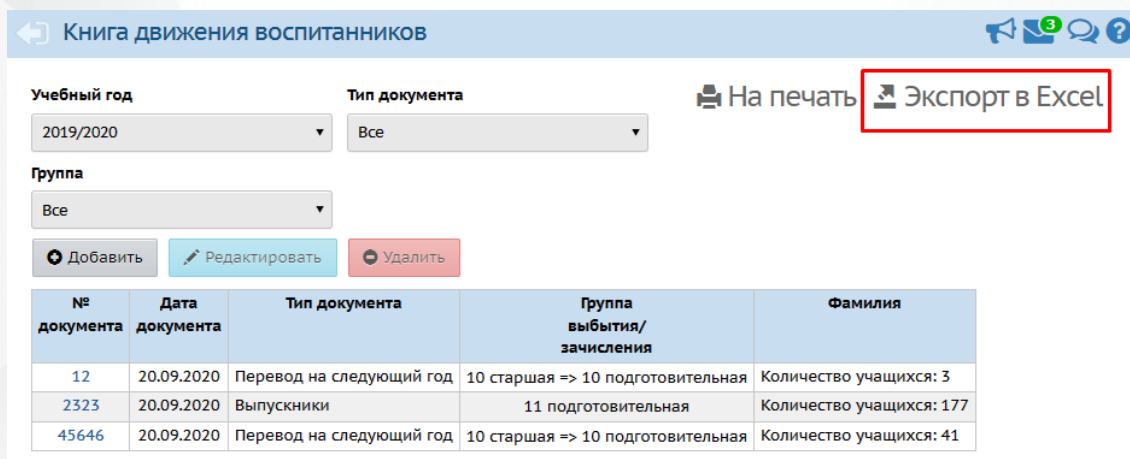 Книга движения воспитанников
3
?
Учебный год
Тип документа
На печать
Экспорт в Excel
2019/2020
Все
Группа
Все
Добавить
Редактировать
Удалить
№ документа
Дата документа
Тип документа
Группа выбытия/ зачисления
Фамилия
12 20.09.2020 Перевод на следующий год 10 старшая => 10 подготовительная Количество учащихся: 3
2323 20.09.2020 Выпускники 11 подготовительная Количество учащихся: 177
45646 20.09.2020 Перевод на следующий год 10 старшая => 10 подготовительная Количество учащихся: 41